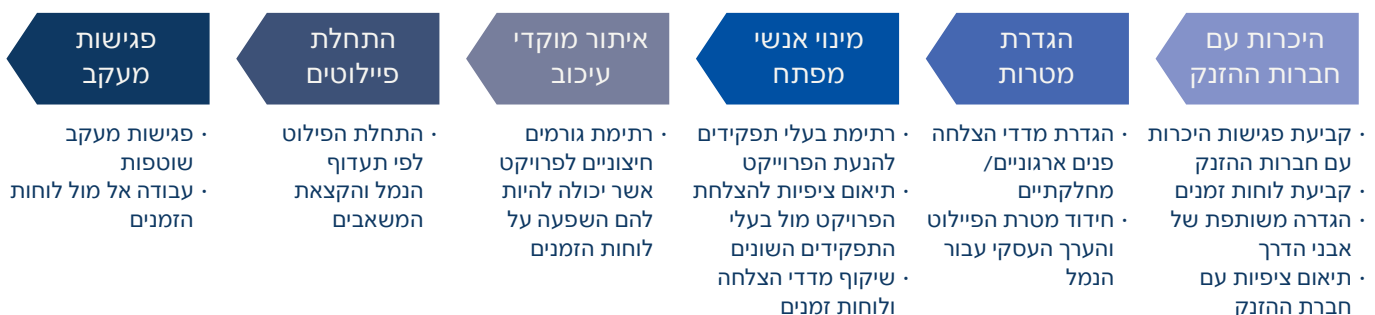 היכרות עם
חברות ההזנק
· קביעת פגישות היכרות
עם חברות ההזנק
· קביעת לוחות זמנים
· הגדרה משותפת של
אבני הדרך
· תיאום ציפיות עם
חברת ההזנק
הגדרת
מטרות
· הגדרת מדדי הצלחה
פנים ארגוניים/
מחלקתיים
· חידוד מטרת הפיילוט
והערך העסקי עבור
הנמל
מינוי אנשי
מפתח
· רתימת בעלי תפקידים
להנעת הפרוייקט
· תיאום ציפיות להצלחת
הפרויקט מול בעלי
התפקידים השונים
· שיקוף מדדי הצלחה
ולוחות זמנים
איתור מוקדי
עיכוב
· רתימת גורמים
חיצוניים לפרויקט
אשר יכולה להיות
להם השפעה על
לוחות הזמנים
התחלת
פיילוטים
· התחלת הפילוט
לפי תעדוף
הנמל והקצאת
המשאבים
פגישות
מעקב
· פגישות מעקב
שוטפות
· עבודה אל מול לוחות
הזמנים